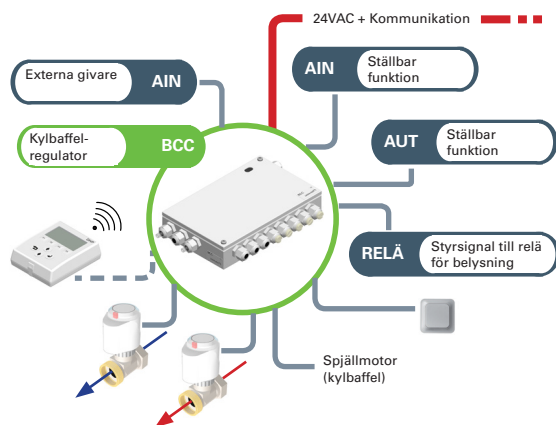 24VAC + Kommunikation
Externa givare
AIN
AIN
Ställbar
funktion
Kylbaffel-
regulator
BCC
AUT
Ställbar
funktion
RELÄ
Styrsignal till relä
för belysning
Spjällmotor
(kylbaffel)